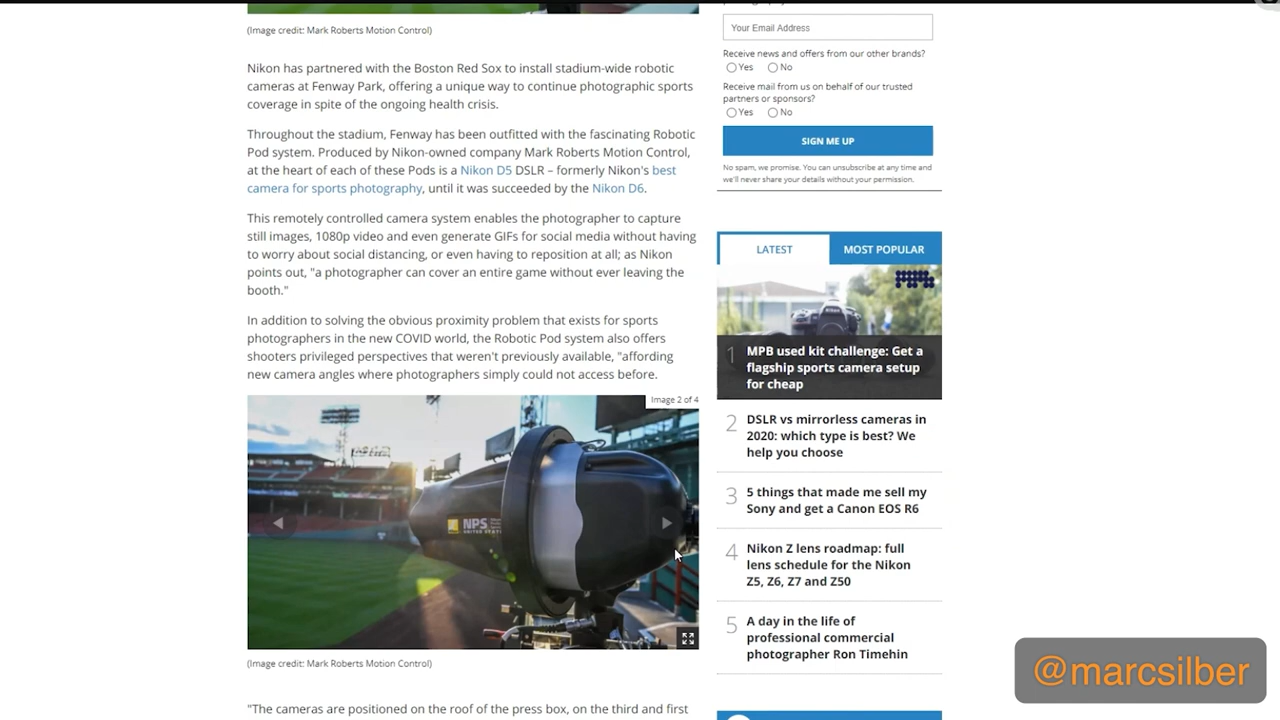 (Image credit: Mark Roberts Motion Control)
Nikon has partnered with the Boston Red Sox to install stadium-wide robotic
cameras at Fenway Park, offering a unique way to continue photographic sports
coverage in spite of the ongoing health crisis.
Throughout the stadium, Fenway has been outfitted with the fascinating Robotic
Pod system. Produced by Nikon-owned company Mark Roberts Motion Control,
at the heart of each of these Pods is a Nikon D5 DSLR – formerly Nikon's best
camera for sports photography, until it was succeeded by the Nikon D6.
This remotely controlled camera system enables the photographer to capture
still images, 1080p video and even generate GIFs for social media without having
to worry about social distancing, or even having to reposition at all; as Nikon
points out, "a photographer can cover an entire game without ever leaving the
booth."
In addition to solving the obvious proximity problem that exists for sports
photographers in the new COVID world, the Robotic Pod system also offers
shooters privileged perspectives that weren't previously available, "affording
new camera angles where photographers simply could not access before.
Image 2 of 4
NPS
UNITED STATES
(Image credit: Mark Roberts Motion Control)
"The cameras are positioned on the roof of the press box, on the third and first
Your Email Address
Receive news and offers from our other brands?
Yes No
Receive mail from us on behalf of our trusted
partners or sponsors?
Yes No
SIGN ME UP
No spam, we promise. You can unsubscribe at any time and
we'll never share your details without your permission.
LATEST MOST POPULAR
Nikon
1 MPB used kit challenge: Get a
flagship sports camera setup
for cheap
2 DSLR vs mirrorless cameras in
2020: which type is best? We
help you choose
3 5 things that made me sell my
Sony and get a Canon EOS R6
4 Nikon Z lens roadmap: full
lens schedule for the Nikon
Z5, Z6, Z7 and Z50
5 A day in the life of
professional commercial
photographer Ron Timehin
@marcsilber